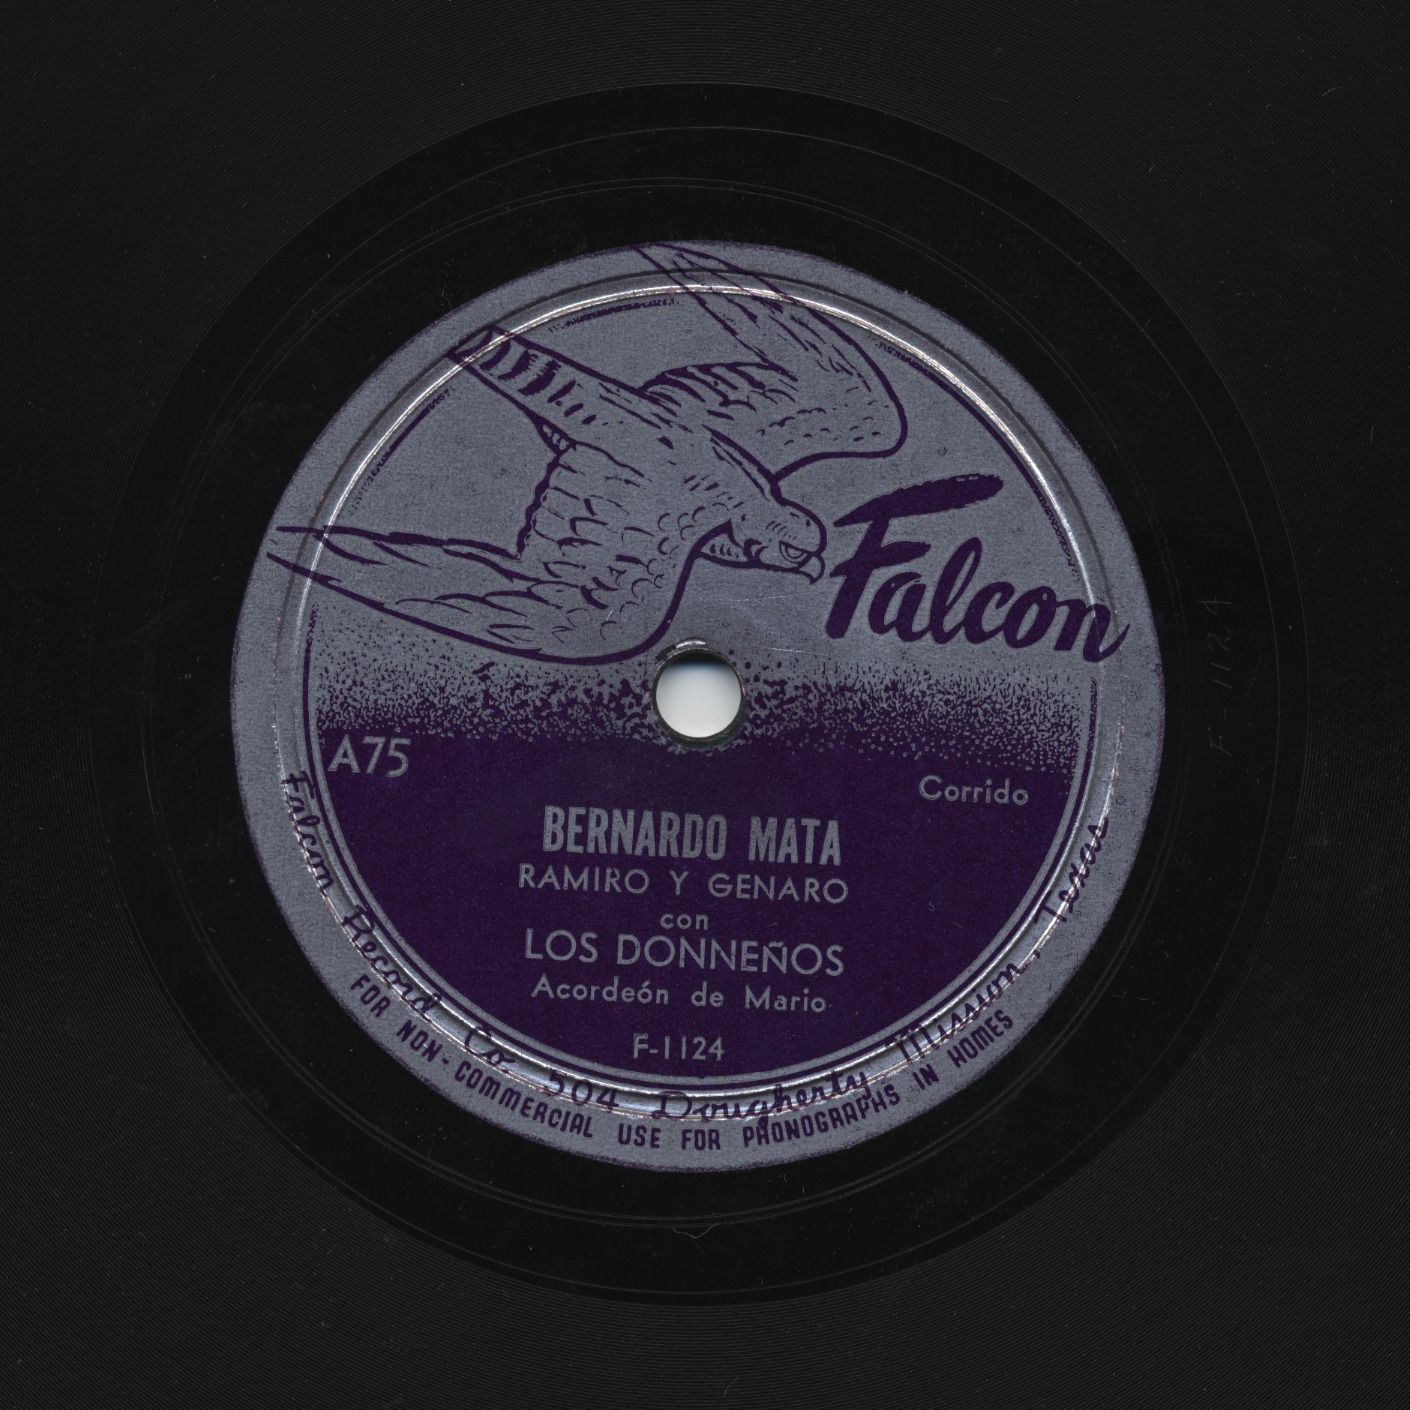 Falcon
A75
Corrido
BERNARDO MATA
RAMIRO Y GENARO
con
LOS DONNEÑOS
Acordeón de Mario
F-1124
Falcon Record Co. 504 Dougherty, Mission, Texas
FOR NON-COMMERCIAL USE FOR PHONOGRAPHS IN HOMES
F-1124